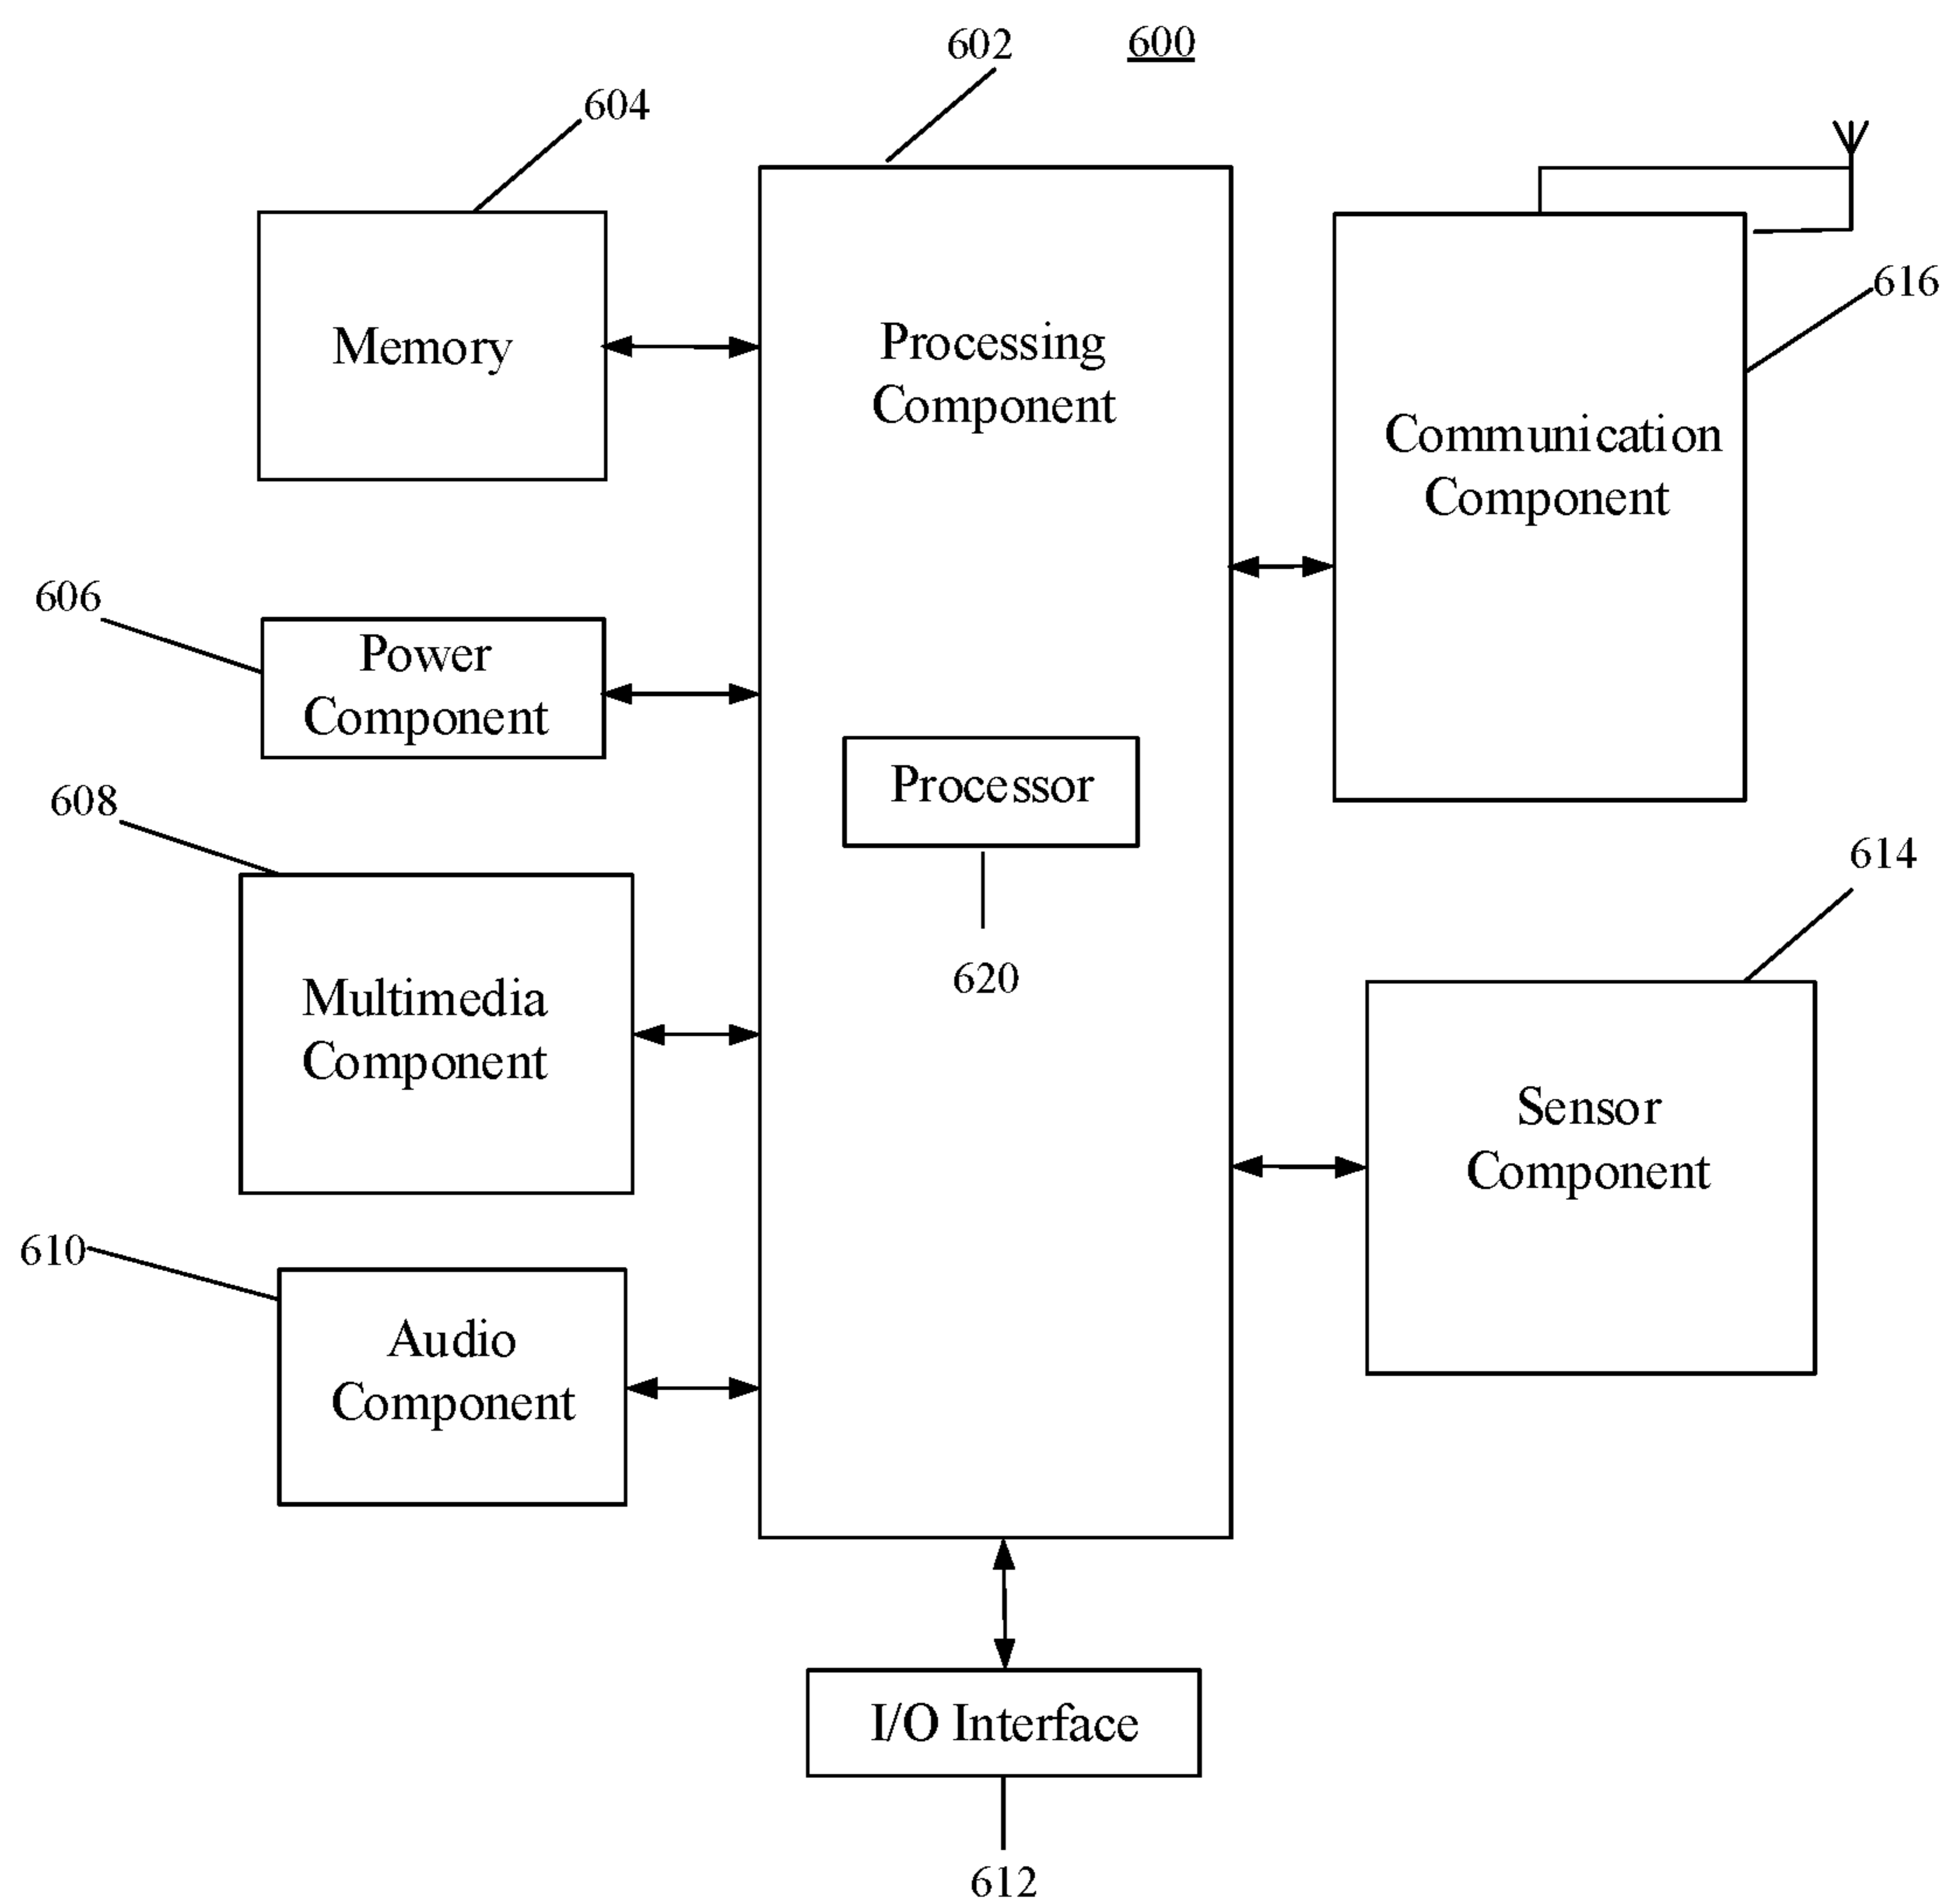 602
600
604
616
Memory
Processing
Component
Communication
Component
606
Power
Component
608
Processor
620
614
Multimedia
Component
Sensor
Component
610
Audio
Component
I/O Interface
612